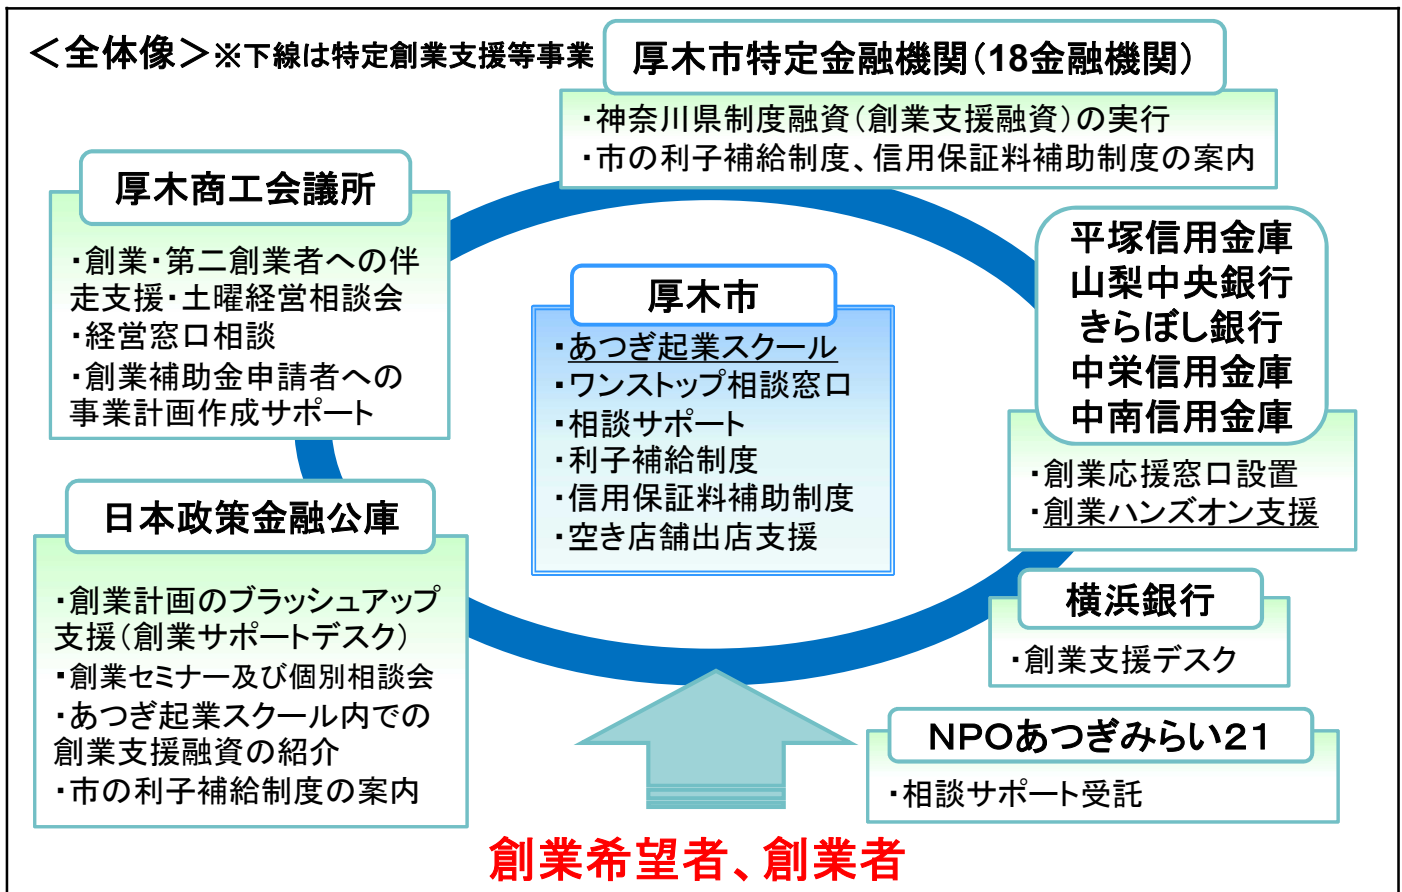 ＜全体像＞※下線は特定創業支援等事業
厚木市特定金融機関（18金融機関）
・神奈川県制度融資（創業支援融資）の実行
・市の利子補給制度、信用保証料補助制度の案内
厚木商工会議所
・創業・第二創業者への伴
走支援・土曜経営相談会
・経営窓口相談
・創業補助金申請者への
事業計画作成サポート
厚木市
・あつぎ起業スクール
・ワンストップ相談窓口
・相談サポート
・利子補給制度
・信用保証料補助制度
・空き店舗出店支援
平塚信用金庫
山梨中央銀行
きらぼし銀行
中栄信用金庫
中南信用金庫
・創業応援窓口設置
・創業ハンズオン支援
日本政策金融公庫
・創業計画のブラッシュアップ
支援（創業サポートデスク）
・創業セミナー及び個別相談会
・あつぎ起業スクール内での
創業支援融資の紹介
・市の利子補給制度の案内
横浜銀行
・創業支援デスク
ＮＰＯあつぎみらい２１
・相談サポート受託
創業希望者、創業者